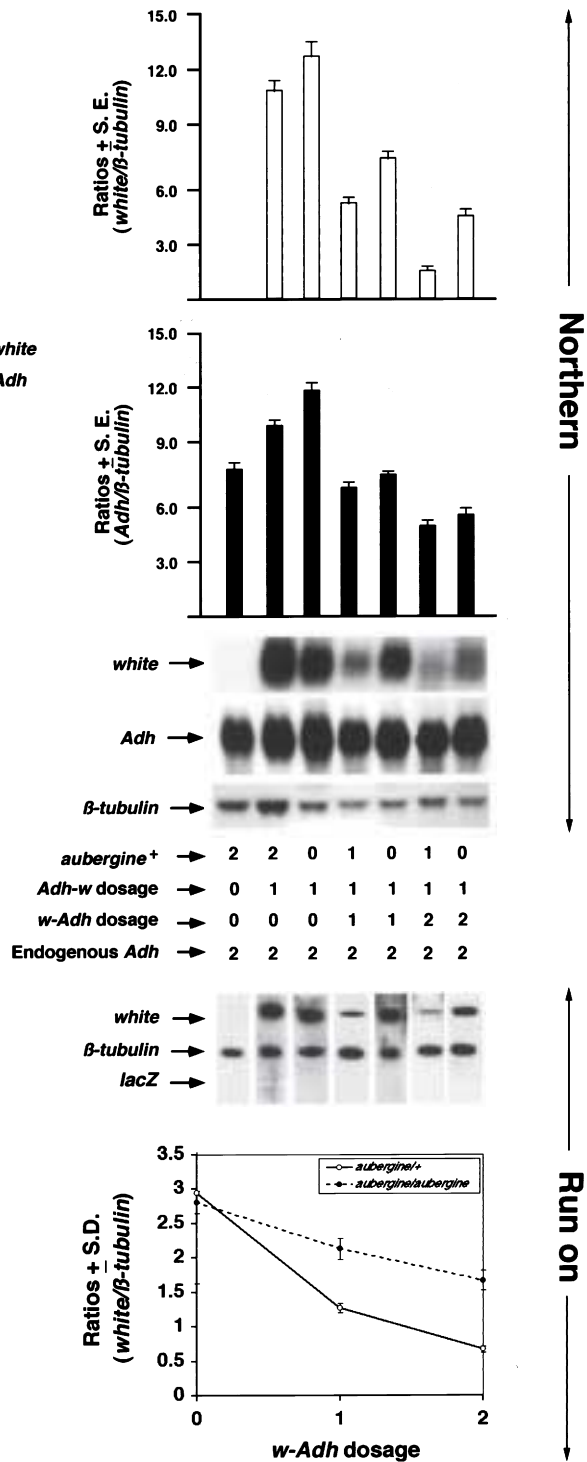 15.0
12.0
9.0
6.0
3.0
Ratios ± S. E.
(white/ß-tubulin)
white
Adh
15.0
12.0
9.0
6.0
3.0
Ratios ± S. E.
(Adh/ß-tubulin)
Northern
white
Adh
ß-tubulin
aubergine+ 2 2 0 1 0 1 0
Adh-w dosage 0 1 1 1 1 1 1
w-Adh dosage 0 0 0 1 1 2 2
Endogenous Adh 2 2 2 2 2 2 2
white
ß-tubulin
lacZ
3.5
3
2.5
2
1.5
1
0.5
0
Ratios ± S.D.
(white/ß-tubulin)
aubergine/+
aubergine/aubergine
0 1 2
w-Adh dosage
Run on